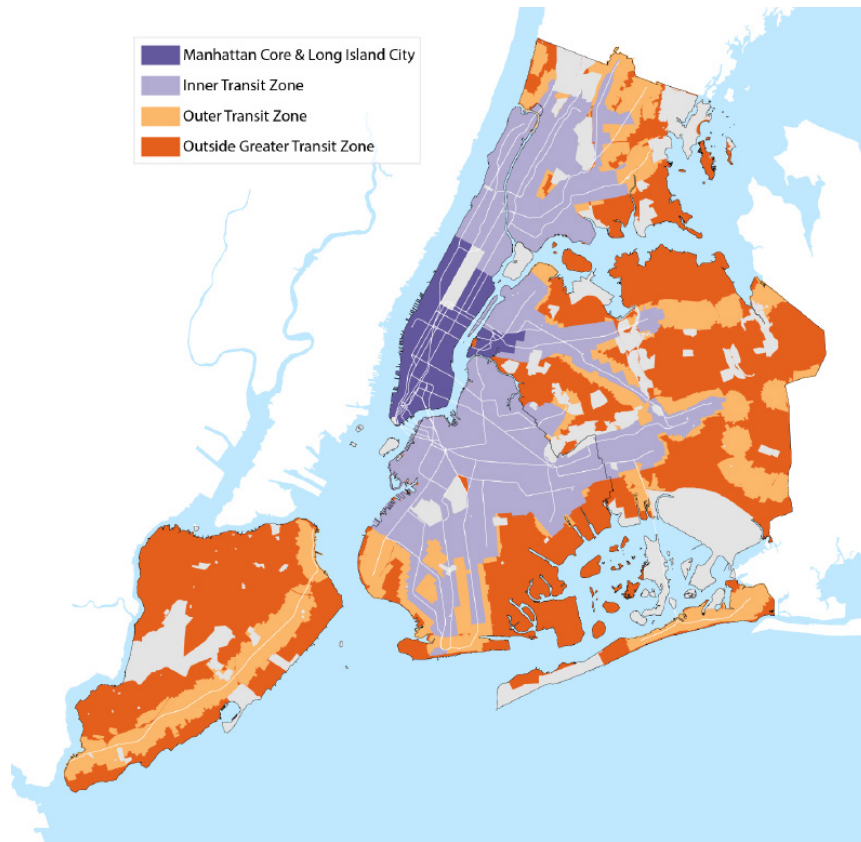 Manhattan Core & Long Island City
Inner Transit Zone
Outer Transit Zone
Outside Greater Transit Zone